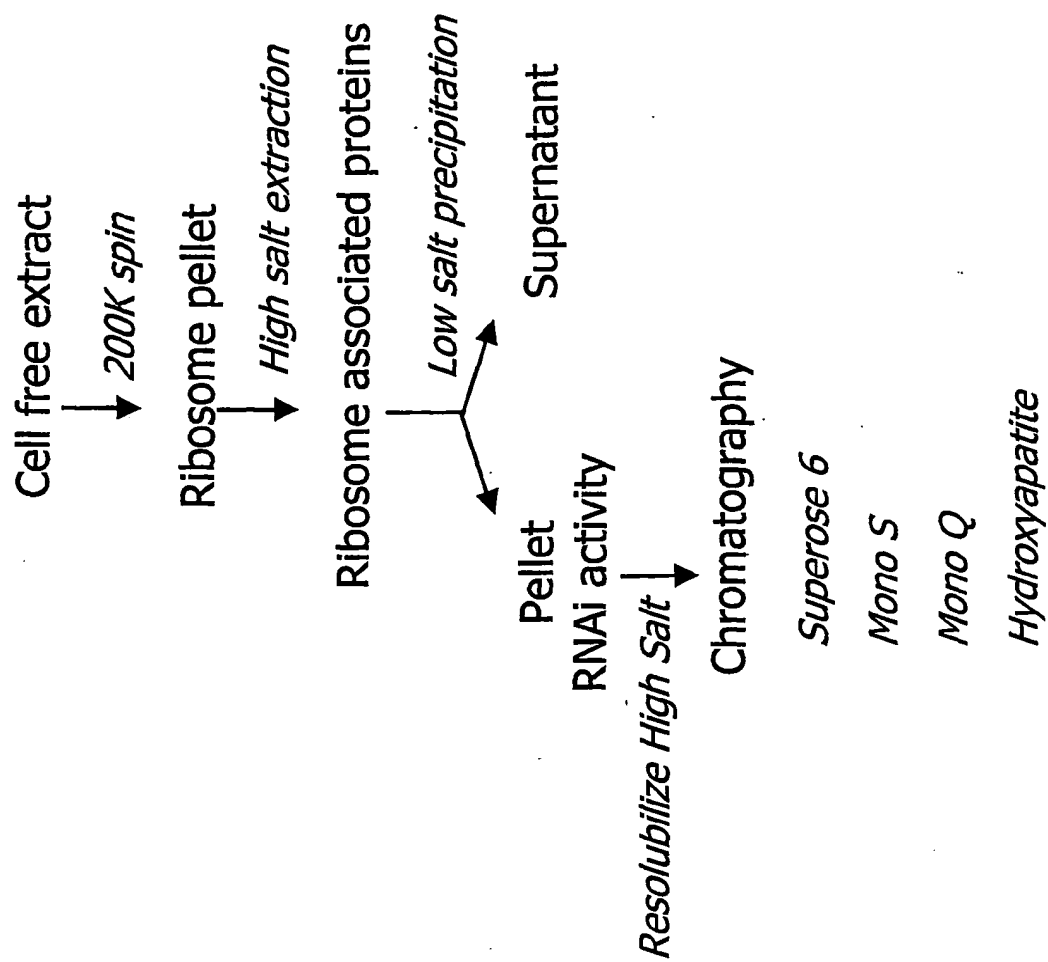 Cell free extract
200K spin
Ribosome pellet
High salt extraction
Ribosome associated proteins
Low salt precipitation
Pellet
RNAi activity
Supernatant
Resolubilize High Salt
Chromatography
Superose 6
Mono S
Mono Q
Hydroxyapatite